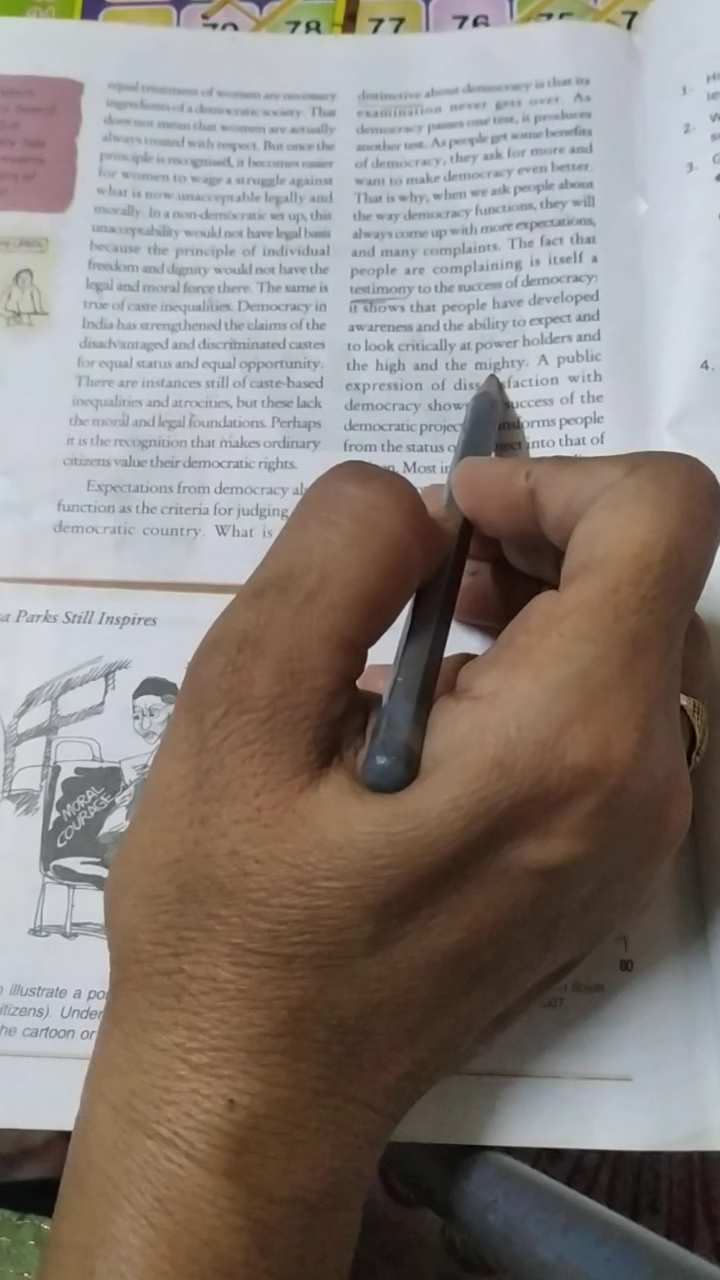 78 77 76 75 7
equal treatment of women are necessary
ingredients of a democratic society. That
does not mean that women are actually
always treated with respect. But once the
principle is recognised, it becomes easier
for women to wage a struggle against
what is now unacceptable legally and
morally. In a non-democratic set up, this
unacceptability would not have legal basis
because the principle of individual
freedom and dignity would not have the
legal and moral force there. The same is
true of caste inequalities. Democracy in
India has strengthened the claims of the
disadvantaged and discriminated castes
for equal status and equal opportunity.
There are instances still of caste-based
inequalities and atrocities, but these lack
the moral and legal foundations. Perhaps
it is the recognition that makes ordinary
citizens value their democratic rights.
Expectations from democracy al
function as the criteria for judging
democratic country. What is
distinctive about democracy is that its
examination never gets over. As
democracy passes one test, it produces
another test. As people get some benefits
of democracy, they ask for more and
want to make democracy even better.
That is why, when we ask people about
the way democracy functions, they will
always come up with more expectations,
and many complaints. The fact that
people are complaining is itself a
testimony to the success of democracy:
it shows that people have developed
awareness and the ability to expect and
to look critically at power holders and
the high and the mighty. A public
expression of diss sfaction with
democracy show success of the
democratic projec nsforms people
from the status o ect into that of
Most in
1.
2.
3.
4.
a Parks Still Inspires
MORAL
COURAGE
illustrate a po
itizens). Under
he cartoon or
80